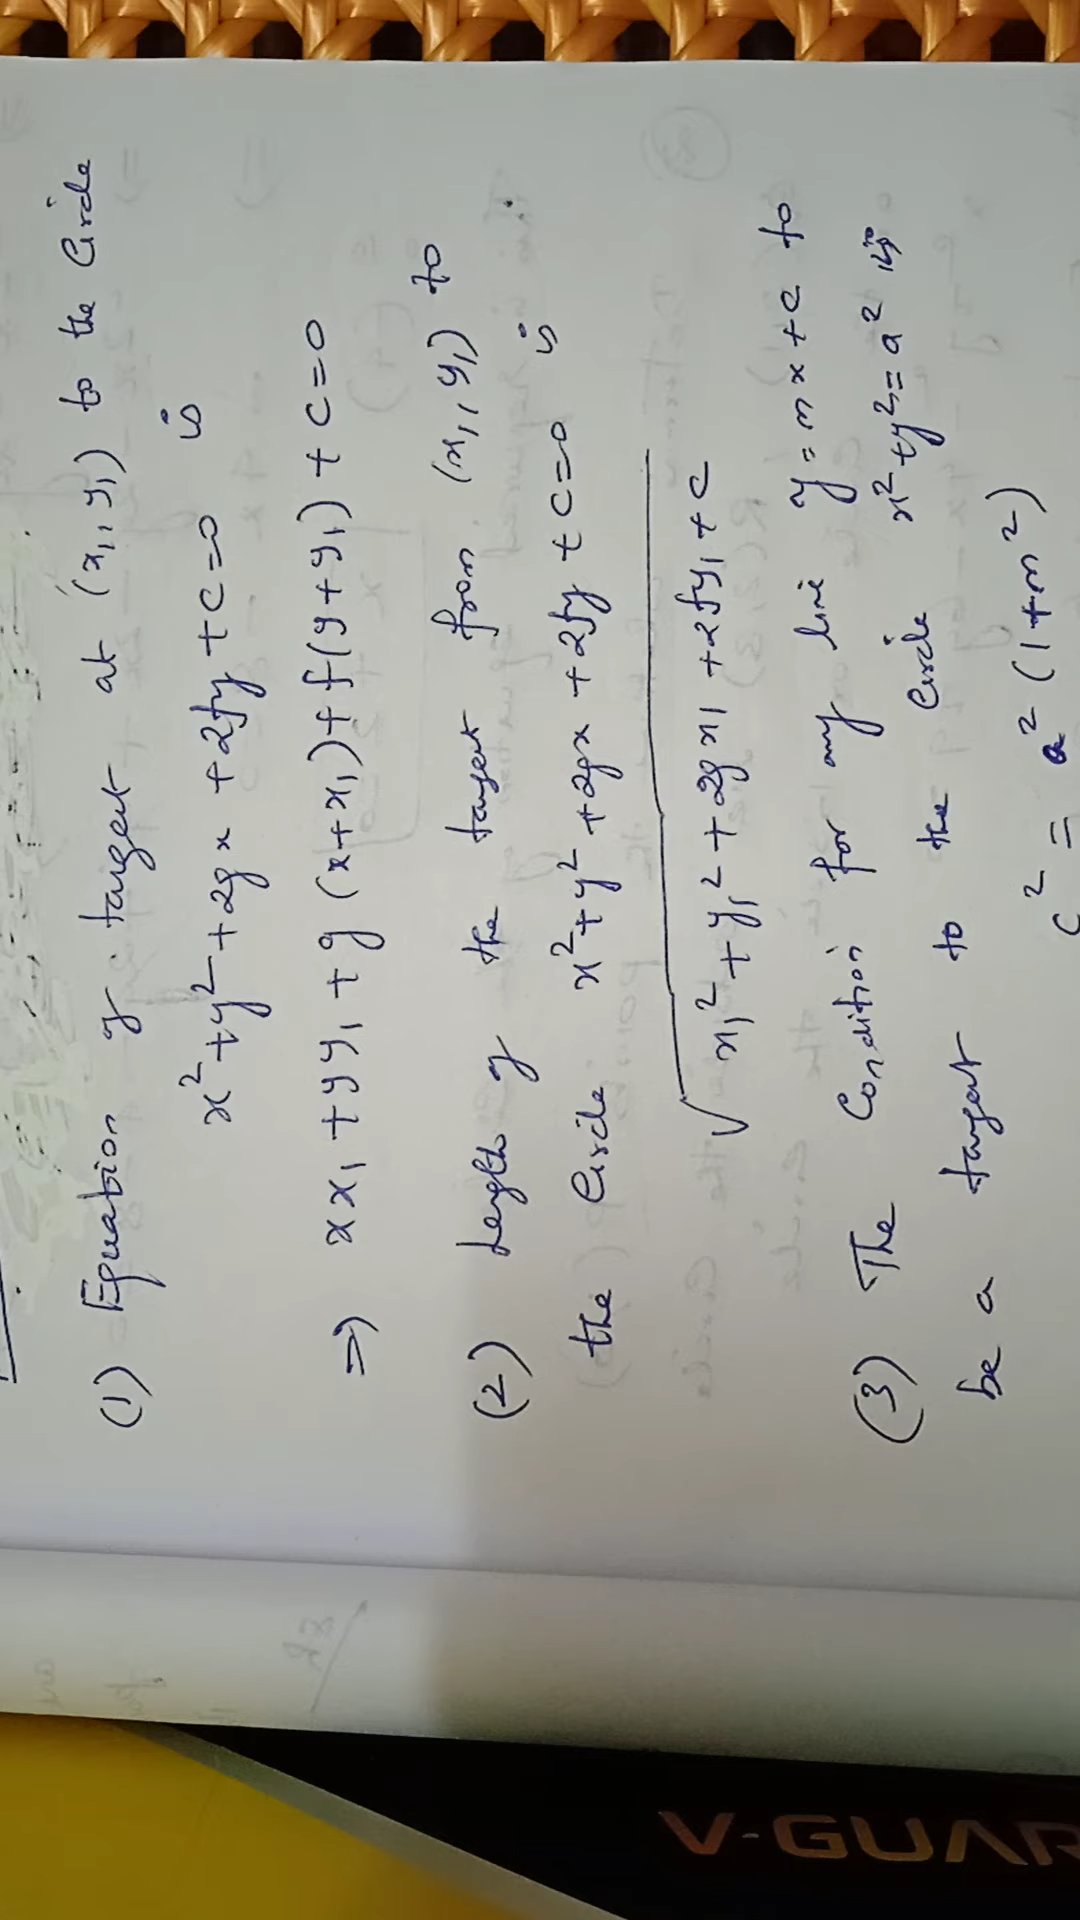 (1) Equation of tangent at (x₁, y₁) to the Circle
x² + y² + 2gx + 2fy + c = 0 is
⇒ xx₁ + yy₁ + g(x + x₁) + f(y + y₁) + c = 0
(2) Length of the tangent from (x₁, y₁) to
the Circle x² + y² + 2gx + 2fy + c = 0 is
√x₁² + y₁² + 2gx₁ + 2fy₁ + c
(3) The Condition for any line y = mx + c to
be a tangent to the Circle x² + y² = a² is
c² = a² (1 + m²)
V-GUAR